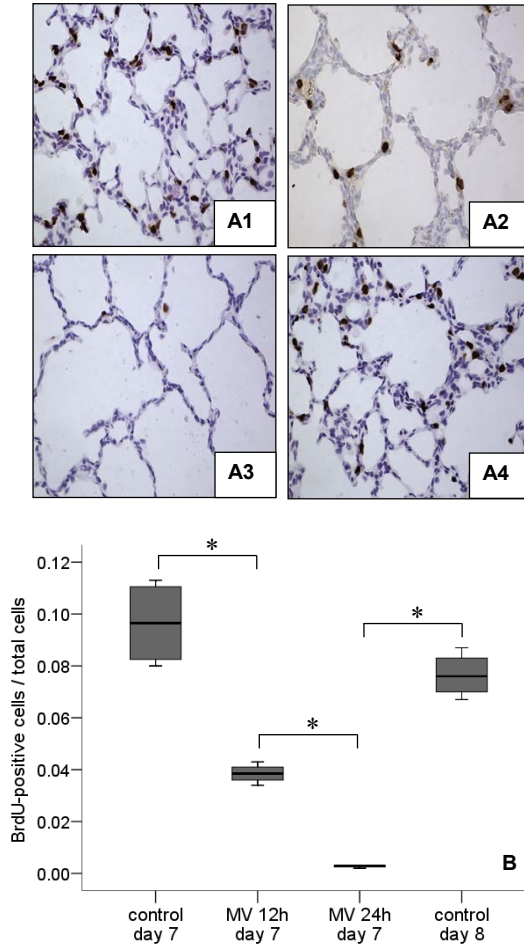 A1
A2
A3
A4
*
*
*
0.12
0.10
0.08
0.06
0.04
0.02
0.00
BrdU-positive cells / total cells
B
control
day 7
MV 12h
day 7
MV 24h
day 7
control
day 8